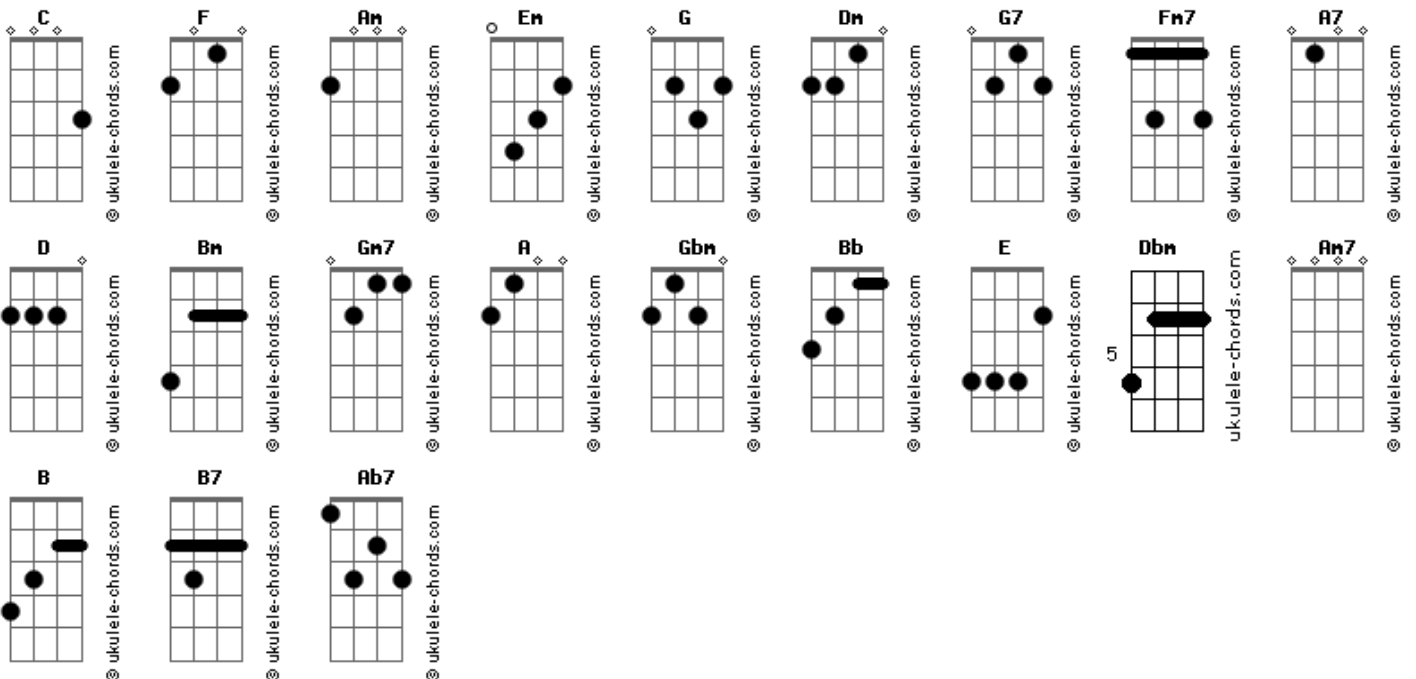 C F Am Em G Dm G7 Fm7 A7
© ukulele-chords.com © ukulele-chords.com © ukulele-chords.com © ukulele-chords.com © ukulele-chords.com © ukulele-chords.com © ukulele-chords.com © ukulele-chords.com © ukulele-chords.com
D Bm Gm7 A Gbm Bb E Dbm Am7
5
© ukulele-chords.com © ukulele-chords.com © ukulele-chords.com © ukulele-chords.com © ukulele-chords.com © ukulele-chords.com © ukulele-chords.com ukulele-chords.com © ukulele-chords.com
B B7 Ab7
© ukulele-chords.com © ukulele-chords.com © ukulele-chords.com